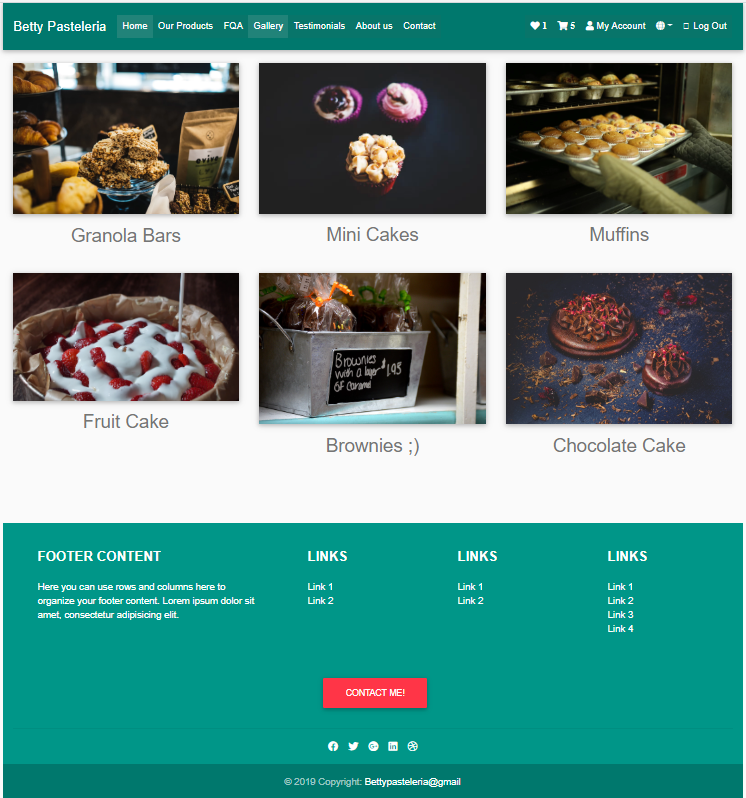 Betty Pasteleria Home Our Products FQA Gallery Testimonials About us Contact 1 5 My Account Log Out
evive
Granola Bars Mini Cakes Muffins
Brownies
with a layer $1.95
of caramel
Fruit Cake
Brownies ;) Chocolate Cake
FOOTER CONTENT LINKS LINKS LINKS
Here you can use rows and columns here to Link 1 Link 1 Link 1
organize your footer content. Lorem ipsum dolor sit Link 2 Link 2 Link 2
amet, consectetur adipisicing elit. Link 3
Link 4
CONTACT ME!
© 2019 Copyright: Bettypasteleria@gmail